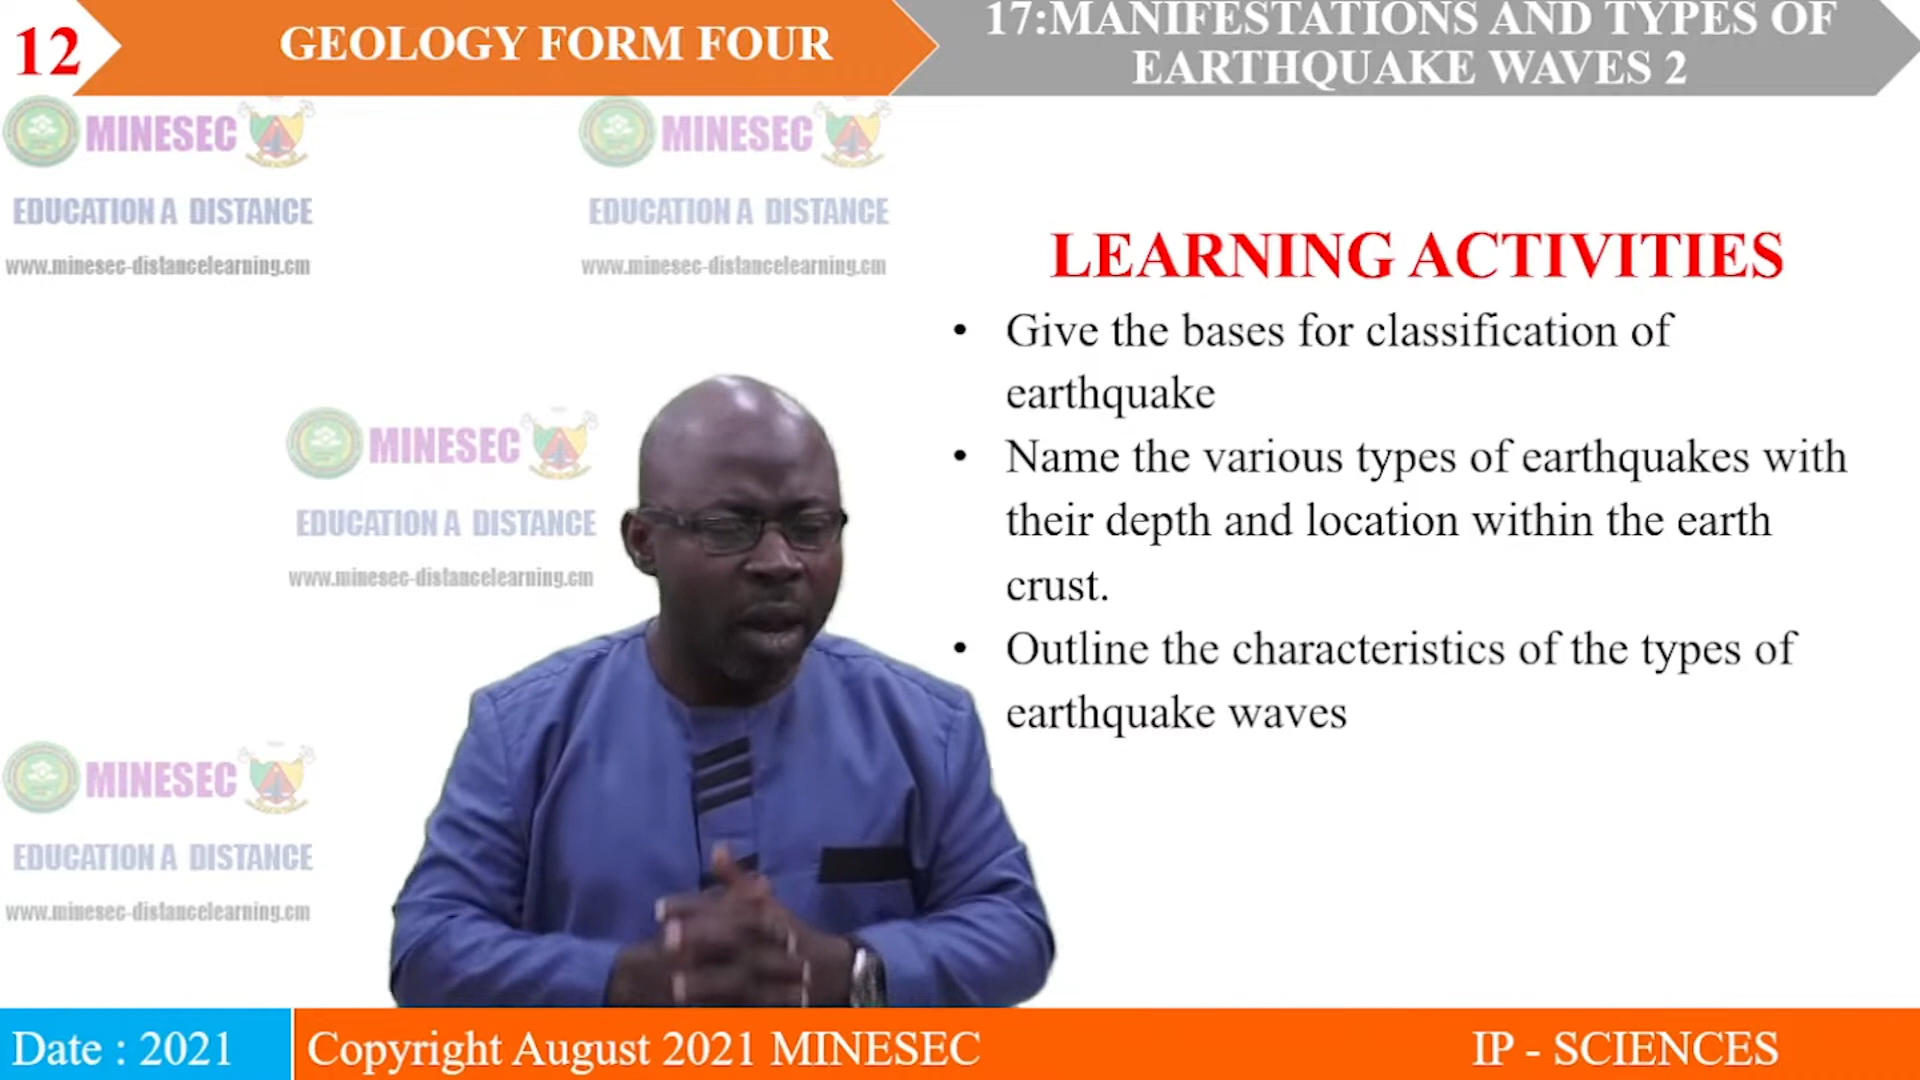 12
GEOLOGY FORM FOUR
17:MANIFESTATIONS AND TYPES OF
EARTHQUAKE WAVES 2
MINESEC
EDUCATION A DISTANCE
www.minesec-distancelearning.cm
MINESEC
EDUCATION A DISTANCE
www.minesec-distancelearning.cm
LEARNING ACTIVITIES
• Give the bases for classification of
earthquake
• Name the various types of earthquakes with
their depth and location within the earth
crust.
• Outline the characteristics of the types of
earthquake waves
MINESEC
EDUCATION A DISTANCE
www.minesec-distancelearning.cm
MINESEC
EDUCATION A DISTANCE
www.minesec-distancelearning.cm
Date : 2021
Copyright August 2021 MINESEC
IP - SCIENCES